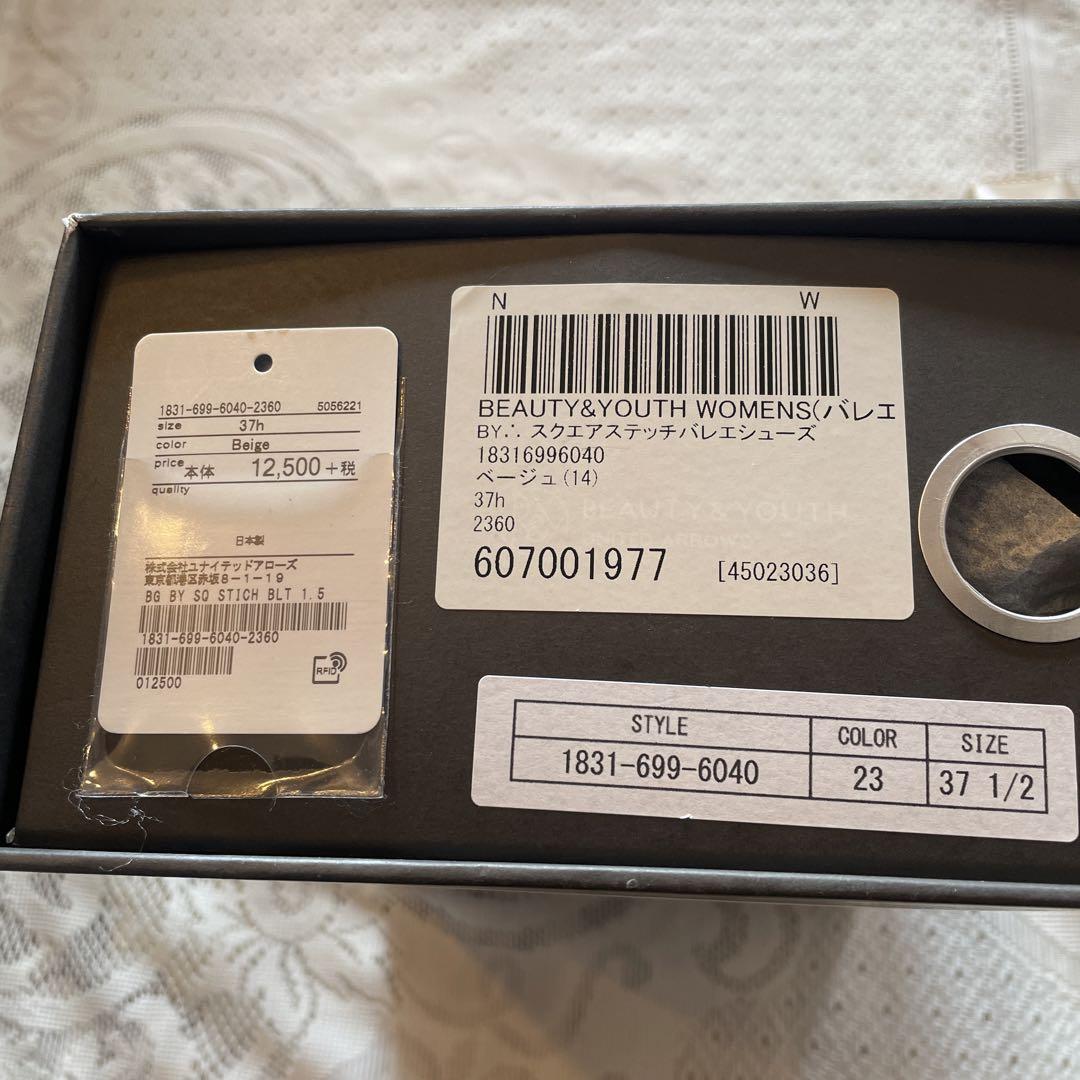 1831-699-6040-2360 5056221
size 37h
color Beige
price 本体 12,500+税
quality
日本製
株式会社ユナイテッドアローズ
東京都港区赤坂8-1-19
BG BY SQ STICH BLT 1.5
1831-699-6040-2360
012500
RFID
N W
BEAUTY&YOUTH WOMENS(バレエ
BY∴ スクエアステッチバレエシューズ
18316996040
ベージュ(14)
37h
2360
BEAUTY & YOUTH
UNITED ARROWS
607001977 [45023036]
STYLE COLOR SIZE
1831-699-6040 23 37 1/2